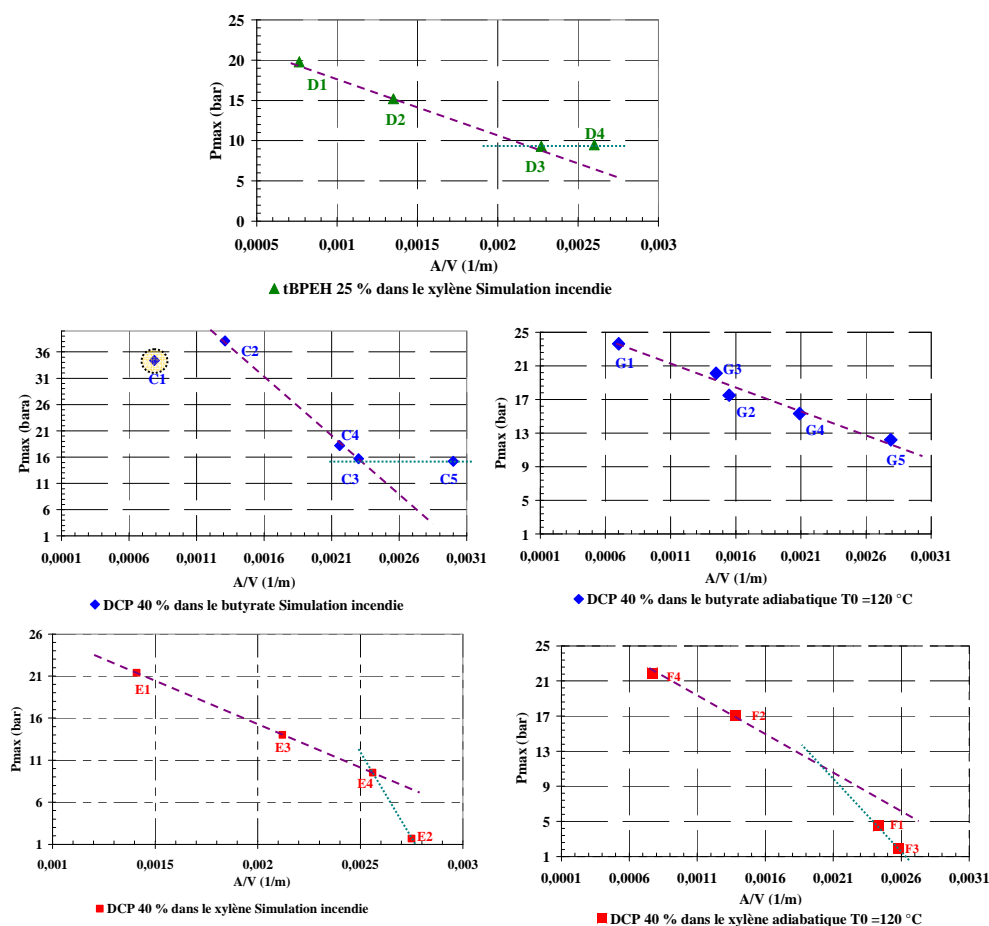 25
20
15
10
5
0
Pmax (bar)
D1
D2
D3
D4
0,0005 0,001 0,0015 0,002 0,0025 0,003
A/V (1/m)
tBPEH 25 % dans le xylène Simulation incendie
36
31
26
21
16
11
6
1
Pmax (bara)
C1
C2
C4
C3
C5
0,0001 0,0006 0,0011 0,0016 0,0021 0,0026 0,0031
A/V (1/m)
DCP 40 % dans le butyrate Simulation incendie
25
21
17
13
9
5
1
Pmax (bar)
G1
G3
G2
G4
G5
0,0001 0,0006 0,0011 0,0016 0,0021 0,0026 0,0031
A/V (1/m)
DCP 40 % dans le butyrate adiabatique T0 =120 °C
26
21
16
11
6
1
Pmax (bar)
E1
E3
E4
E2
0,001 0,0015 0,002 0,0025 0,003
A/V (1/m)
DCP 40 % dans le xylène Simulation incendie
25
21
17
13
9
5
1
Pmax (bar)
F4
F2
F1
F3
0,0001 0,0006 0,0011 0,0016 0,0021 0,0026 0,0031
A/V (1/m)
DCP 40 % dans le xylène adiabatique T0 =120 °C